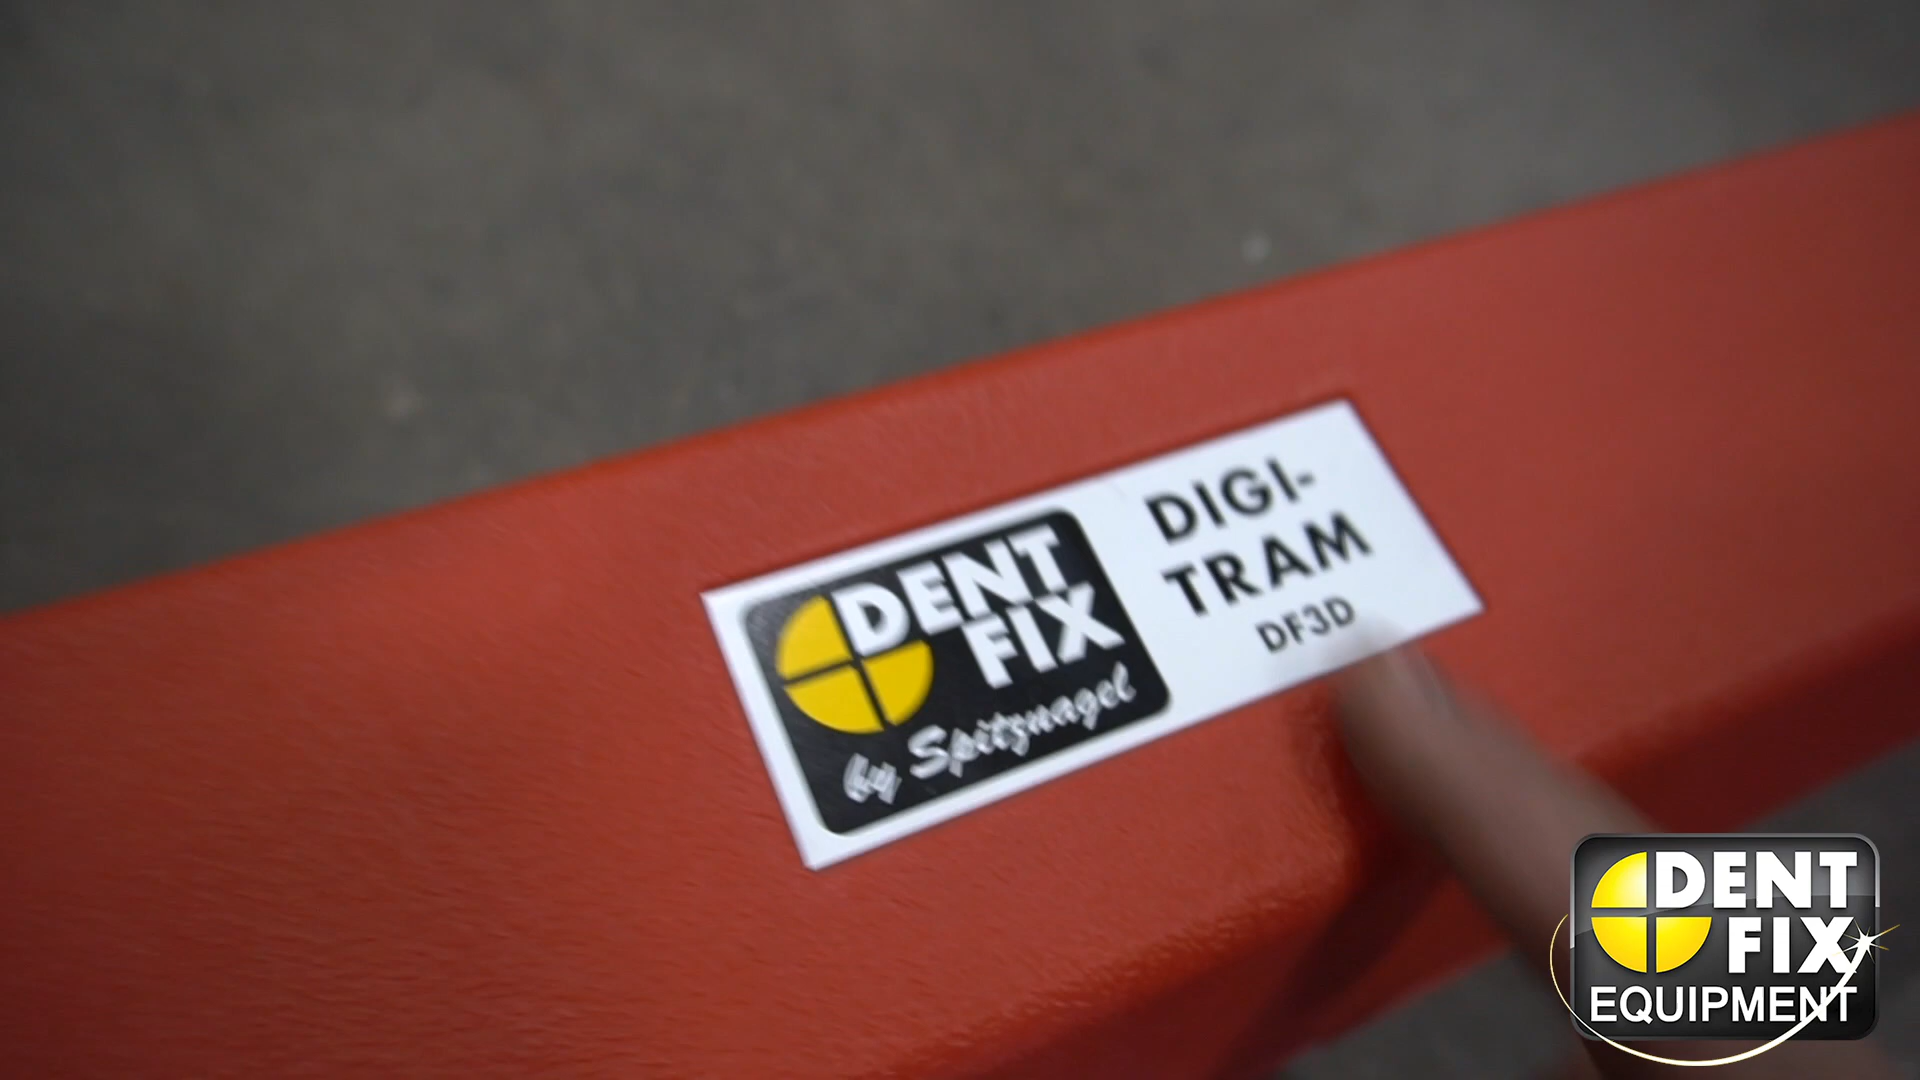 DENT
FIX
by Spitznagel
DIGI-
TRAM
DF3D
DENT
FIX
EQUIPMENT